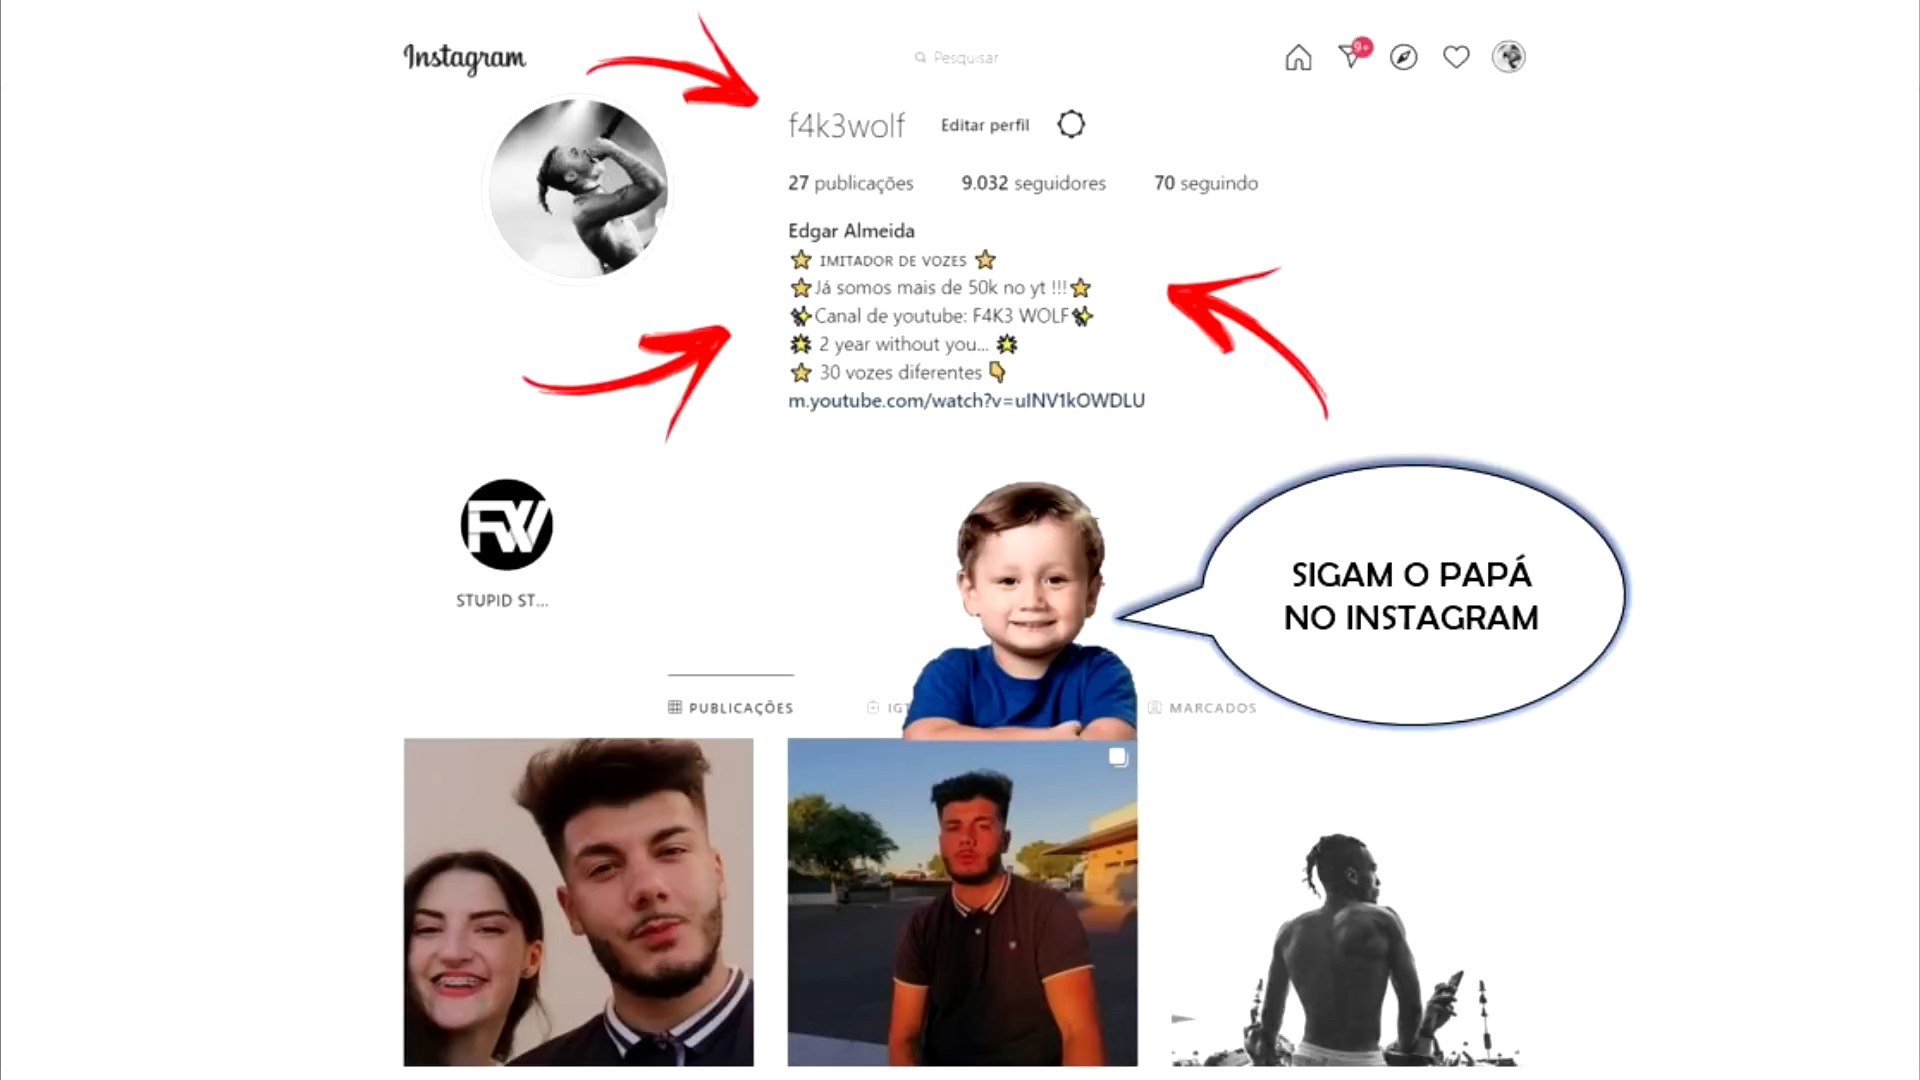 Instagram
Pesquisar
9+
f4k3wolf Editar perfil
27 publicações 9.032 seguidores 70 seguindo
Edgar Almeida
⭐ IMITADOR DE VOZES ⭐
⭐Já somos mais de 50k no yt !!!⭐
✨Canal de youtube: F4K3 WOLF✨
🌟 2 year without you... 🌟
⭐ 30 vozes diferentes 👇
m.youtube.com/watch?v=uINV1kOWDLU
FW
STUPID ST...
SIGAM O PAPÁ
NO INSTAGRAM
PUBLICAÇÕES IGT MARCADOS